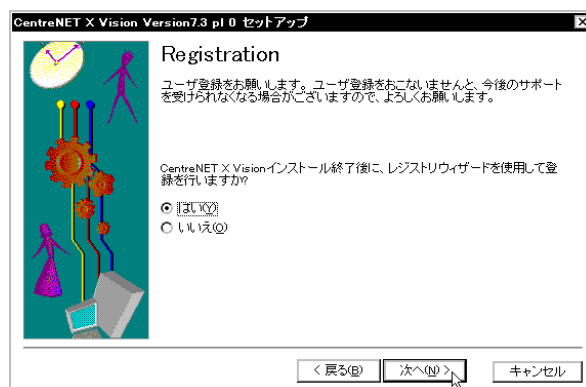 CentreNET X Vision Version7.3 pl 0 セットアップ
Registration
ユーザ登録をお願いします。ユーザ登録をおこないませんと、今後のサポート
を受けられなくなる場合がございますので、よろしくお願いします。
CentreNET X Visionインストール終了後に、レジストリウィザードを使用して登
録を行いますか?
はい(Y)
いいえ(O)
< 戻る(B)
次へ(N) >
キャンセル